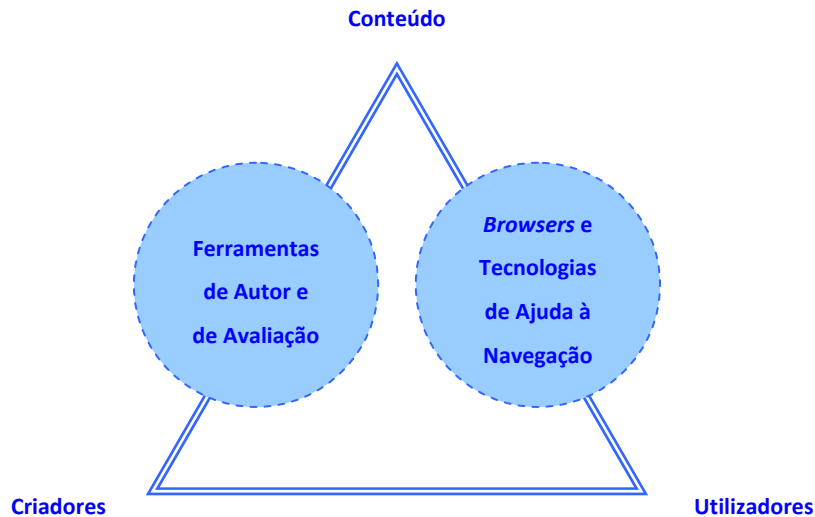 Conteúdo
Ferramentas
de Autor e
de Avaliação
Browsers e
Tecnologias
de Ajuda à
Navegação
Criadores
Utilizadores